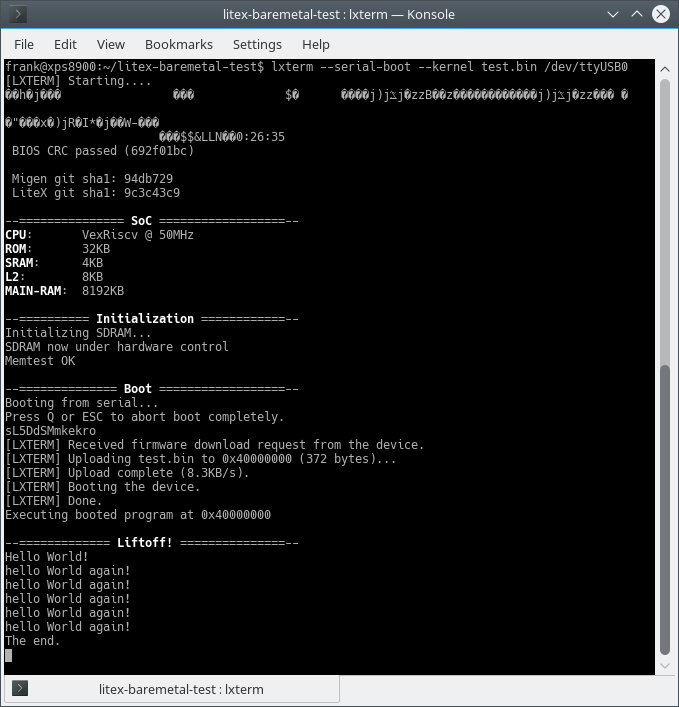 litex-baremetal-test : lxterm — Konsole
File Edit View Bookmarks Settings Help
frank@xps8900:~/litex-baremetal-test$ lxterm --serial-boot --kernel test.bin /dev/ttyUSB0
[LXTERM] Starting....
��h�j��� ��� $� ����j)jֿj�zzB��z������������j)jֿj�zz��� �
�"���x�)jR�I*�j��W-���
���$$&LLN��0:26:35
BIOS CRC passed (692f01bc)
Migen git sha1: 94db729
LiteX git sha1: 9c3c43c9
--=============== SoC ==================--
CPU: VexRiscv @ 50MHz
ROM: 32KB
SRAM: 4KB
L2: 8KB
MAIN-RAM: 8192KB
--========== Initialization ============--
Initializing SDRAM...
SDRAM now under hardware control
Memtest OK
--============== Boot ==================--
Booting from serial...
Press Q or ESC to abort boot completely.
sL5DdSMmkekro
[LXTERM] Received firmware download request from the device.
[LXTERM] Uploading test.bin to 0x40000000 (372 bytes)...
[LXTERM] Upload complete (8.3KB/s).
[LXTERM] Booting the device.
[LXTERM] Done.
Executing booted program at 0x40000000
--============= Liftoff! ===============--
Hello World!
hello World again!
hello World again!
hello World again!
hello World again!
hello World again!
The end.
litex-baremetal-test : lxterm